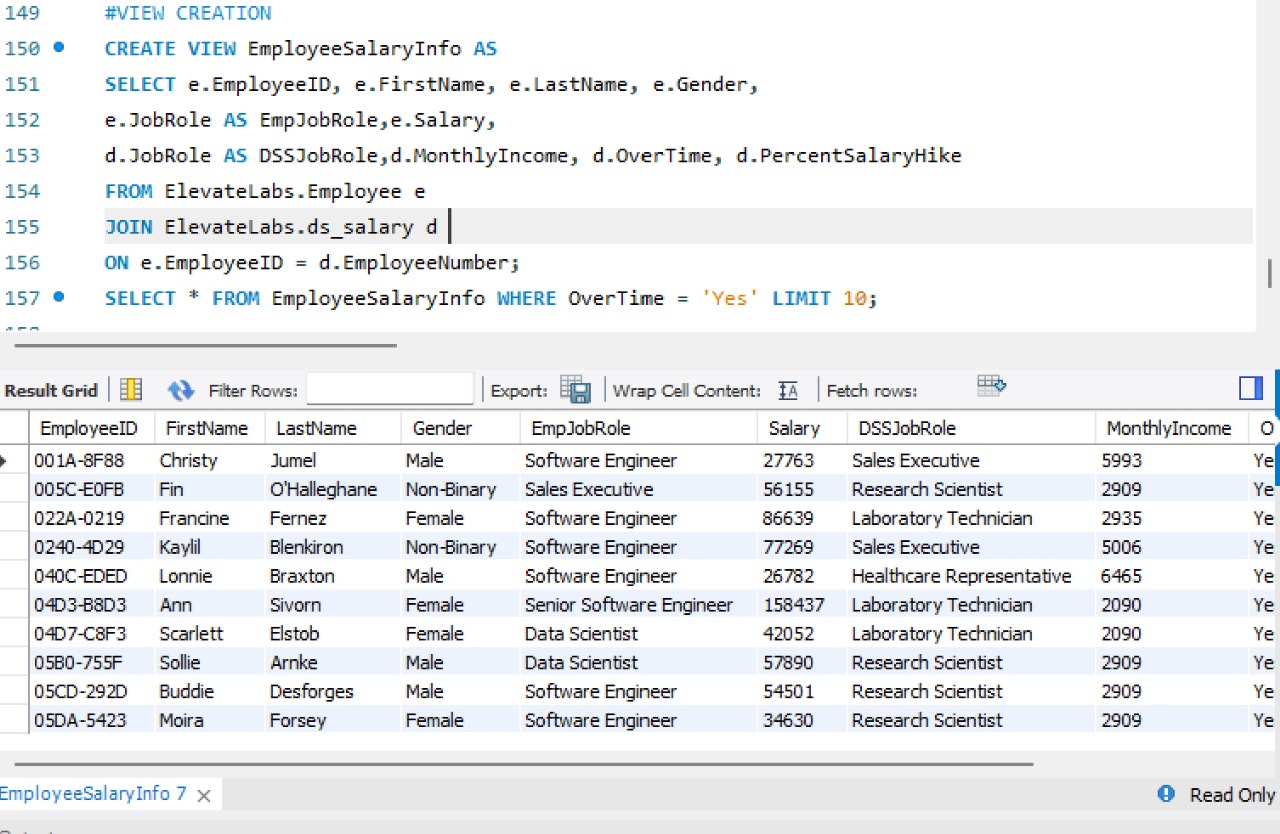 149 #VIEW CREATION
150 CREATE VIEW EmployeeSalaryInfo AS
151 SELECT e.EmployeeID, e.FirstName, e.LastName, e.Gender,
152 e.JobRole AS EmpJobRole,e.Salary,
153 d.JobRole AS DSSJobRole,d.MonthlyIncome, d.OverTime, d.PercentSalaryHike
154 FROM ElevateLabs.Employee e
155 JOIN ElevateLabs.ds_salary d
156 ON e.EmployeeID = d.EmployeeNumber;
157 SELECT * FROM EmployeeSalaryInfo WHERE OverTime = 'Yes' LIMIT 10;
Result Grid Filter Rows: Export: Wrap Cell Content: IA Fetch rows:
EmployeeID FirstName LastName Gender EmpJobRole Salary DSSJobRole MonthlyIncome O
001A-8F88 Christy Jumel Male Software Engineer 27763 Sales Executive 5993 Ye
005C-E0FB Fin O'Halleghane Non-Binary Sales Executive 56155 Research Scientist 2909 Ye
022A-0219 Francine Fernez Female Software Engineer 86639 Laboratory Technician 2935 Ye
0240-4D29 Kaylil Blenkiron Non-Binary Software Engineer 77269 Sales Executive 5006 Ye
040C-EDED Lonnie Braxton Male Software Engineer 26782 Healthcare Representative 6465 Ye
04D3-B8D3 Ann Sivorn Female Senior Software Engineer 158437 Laboratory Technician 2090 Ye
04D7-C8F3 Scarlett Elstob Female Data Scientist 42052 Laboratory Technician 2090 Ye
05B0-755F Sollie Arnke Male Data Scientist 57890 Research Scientist 2909 Ye
05CD-292D Buddie Desforges Male Software Engineer 54501 Research Scientist 2909 Ye
05DA-5423 Moira Forsey Female Software Engineer 34630 Research Scientist 2909 Ye
EmployeeSalaryInfo 7 Read Only